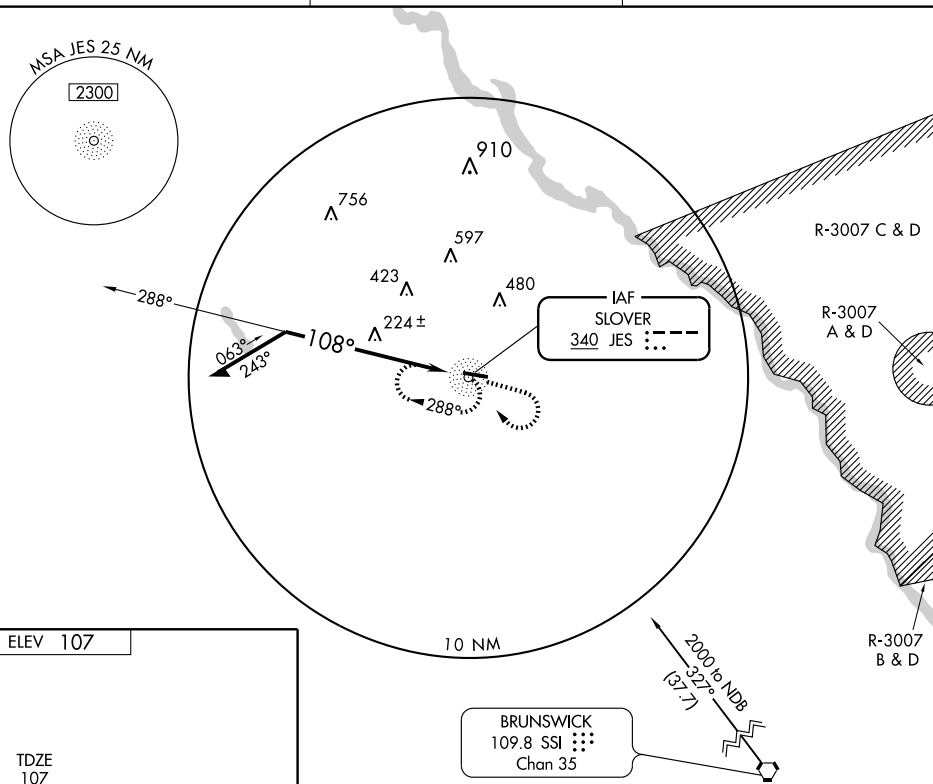 MSA JES 25 NM
2300
910
756
597
R-3007 C & D
423
480
288°
IAF
SLOVER
340 JES
R-3007
A & D
224 ±
063°
243°
108°
288°
10 NM
ELEV 107
R-3007
B & D
2000 to NDB
327°
(37.7)
TDZE
107
BRUNSWICK
109.8 SSI
Chan 35